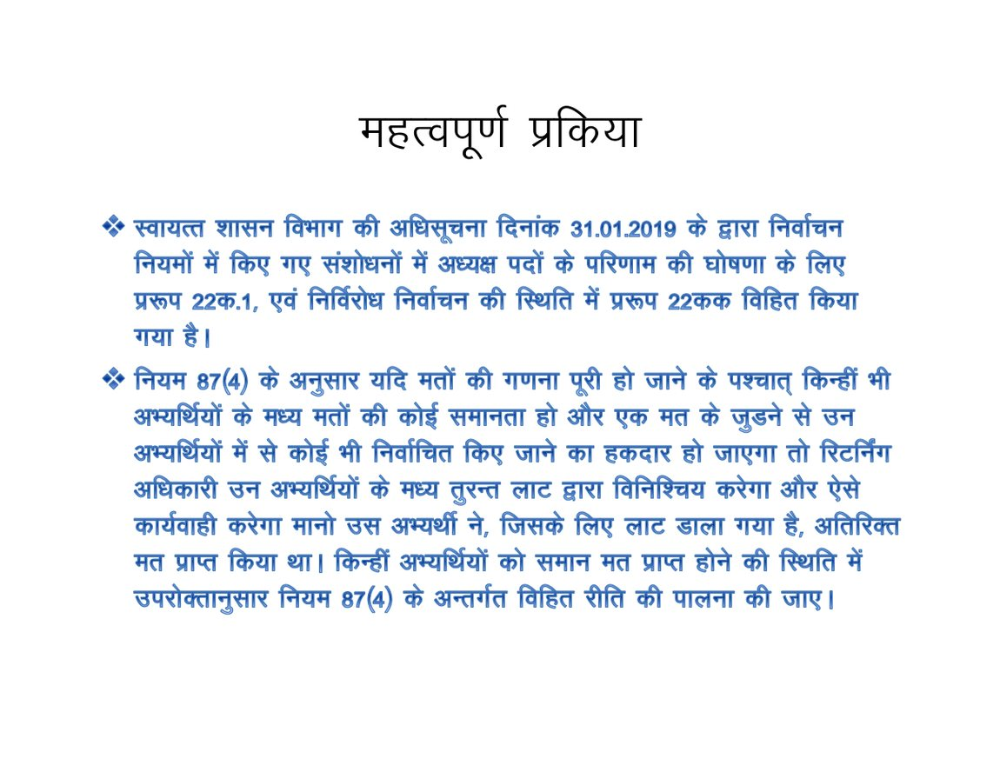 महत्वपूर्ण प्रकिया
❖ स्वायत्त शासन विभाग की अधिसूचना दिनांक 31.01.2019 के द्वारा निर्वाचन
नियमों में किए गए संशोधनों में अध्यक्ष पदों के परिणाम की घोषणा के लिए
प्ररूप 22क.1, एवं निर्विरोध निर्वाचन की स्थिति में प्ररूप 22कक विहित किया
गया है।
❖ नियम 87(4) के अनुसार यदि मतों की गणना पूरी हो जाने के पश्चात् किन्हीं भी
अभ्यर्थियों के मध्य मतों की कोई समानता हो और एक मत के जुडने से उन
अभ्यर्थियों में से कोई भी निर्वाचित किए जाने का हकदार हो जाएगा तो रिटर्निंग
अधिकारी उन अभ्यर्थियों के मध्य तुरन्त लाट द्वारा विनिश्चिय करेगा और ऐसे
कार्यवाही करेगा मानो उस अभ्यर्थी ने, जिसके लिए लाट डाला गया है, अतिरिक्त
मत प्राप्त किया था। किन्हीं अभ्यर्थियों को समान मत प्राप्त होने की स्थिति में
उपरोक्तानुसार नियम 87(4) के अन्तर्गत विहित रीति की पालना की जाए।